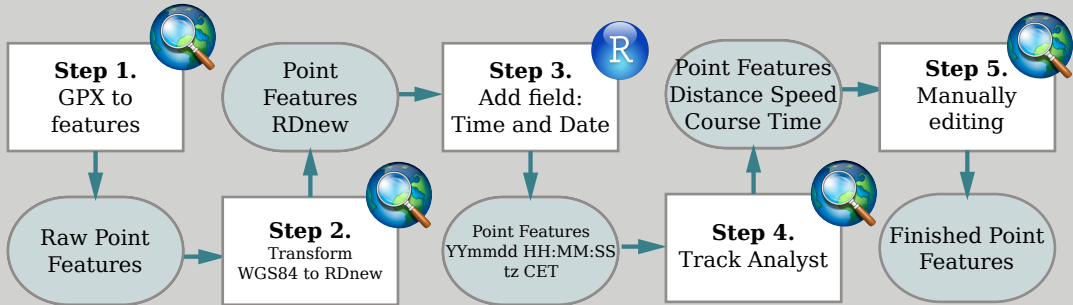 Step 1.
GPX to
features
Raw Point
Features
Step 2.
Transform
WGS84 to RDnew
Point
Features
RDnew
Step 3.
Add field:
Time and Date
R
Point Features
YYmmdd HH:MM:SS
tz CET
Step 4.
Track Analyst
Point Features
Distance Speed
Course Time
Step 5.
Manually
editing
Finished Point
Features